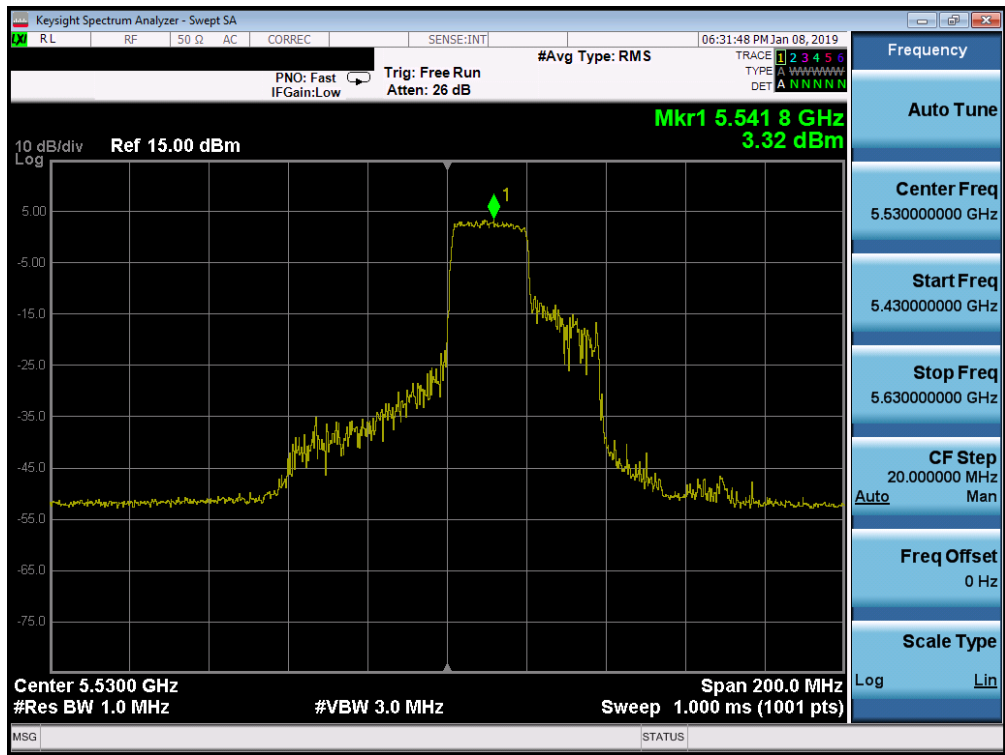 Keysight Spectrum Analyzer - Swept SA
LXI RL RF 50 Ω AC CORREC SENSE:INT 06:31:48 PM Jan 08, 2019
#Avg Type: RMS
TRACE 1 2 3 4 5 6
PNO: Fast Trig: Free Run
TYPE A WWWWW
IFGain:Low Atten: 26 dB
DET A N N N N N
Mkr1 5.541 8 GHz
3.32 dBm
10 dB/div Ref 15.00 dBm
Log
1
5.00
-5.00
-15.0
-25.0
-35.0
-45.0
-55.0
-65.0
-75.0
Center 5.5300 GHz
Span 200.0 MHz
#Res BW 1.0 MHz
#VBW 3.0 MHz
Sweep 1.000 ms (1001 pts)
MSG
STATUS
Frequency
Auto Tune
Center Freq
5.530000000 GHz
Start Freq
5.430000000 GHz
Stop Freq
5.630000000 GHz
CF Step
20.000000 MHz
Auto Man
Freq Offset
0 Hz
Scale Type
Log Lin